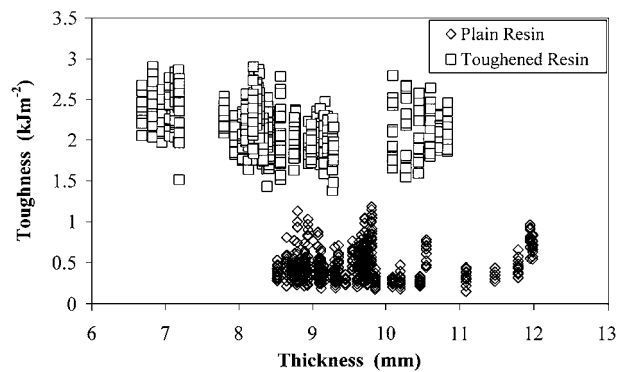 Toughness (kJm-2)
3.5
3
2.5
2
1.5
1
0.5
0
◇ Plain Resin
□ Toughened Resin
6 7 8 9 10 11 12 13
Thickness (mm)